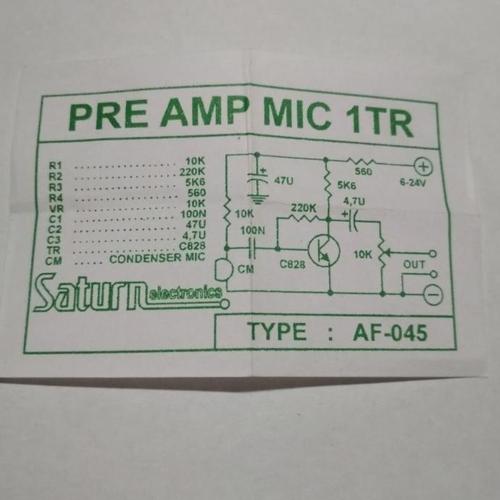 PRE AMP MIC 1TR
R1 .................... 10K
R2 .................... 220K
R3 .................... 5K6
R4 .................... 560
VR .................... 10K
C1 .................... 100N
C2 .................... 47U
C3 .................... 4,7U
TR .................... C828
CM ..... CONDENSER MIC
Saturn electronics
560
+
6-24V
+
47U
5K6
4,7U
+
220K
10K
100N
10K
CM
C828
OUT
−
TYPE : AF-045